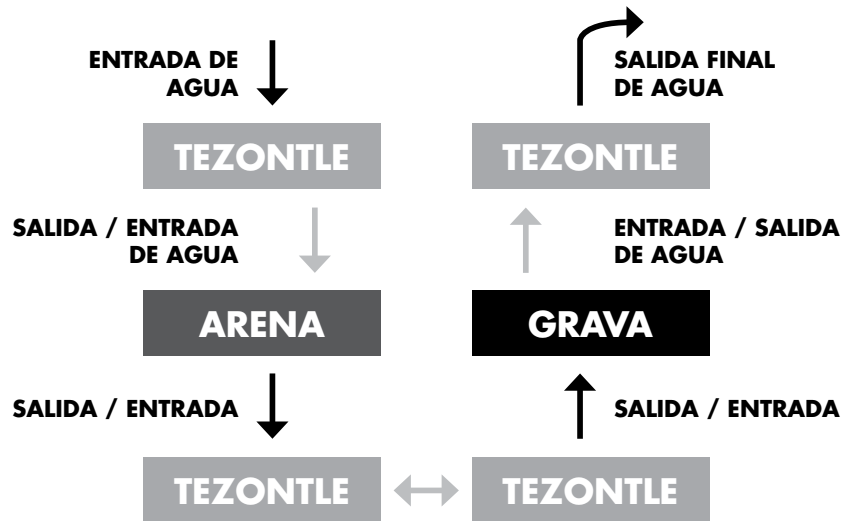 ENTRADA DE
AGUA
SALIDA FINAL
DE AGUA
TEZONTLE
TEZONTLE
SALIDA / ENTRADA
DE AGUA
ENTRADA / SALIDA
DE AGUA
ARENA
GRAVA
SALIDA / ENTRADA
SALIDA / ENTRADA
TEZONTLE
TEZONTLE